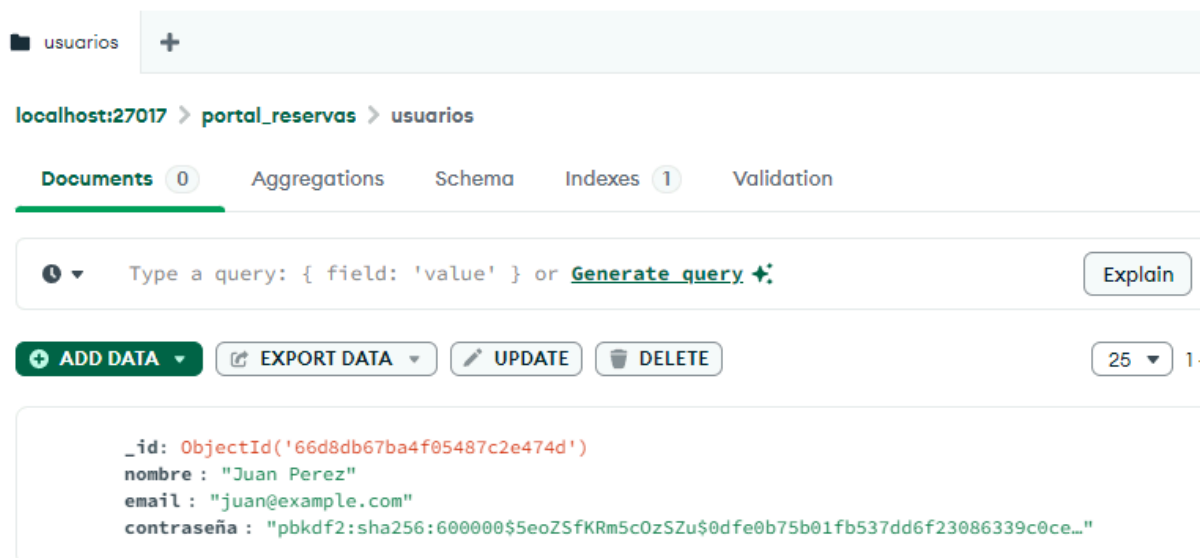 usuarios
localhost:27017 > portal_reservas > usuarios
Documents 0 Aggregations Schema Indexes 1 Validation
Type a query: { field: 'value' } or Generate query Explain
ADD DATA EXPORT DATA UPDATE DELETE 25 1
_id: ObjectId('66d8db67ba4f05487c2e474d')
nombre : "Juan Perez"
email : "juan@example.com"
contraseña : "pbkdf2:sha256:600000$5eoZSfKRm5cOzSZu$0dfe0b75b01fb537dd6f23086339c0ce…"